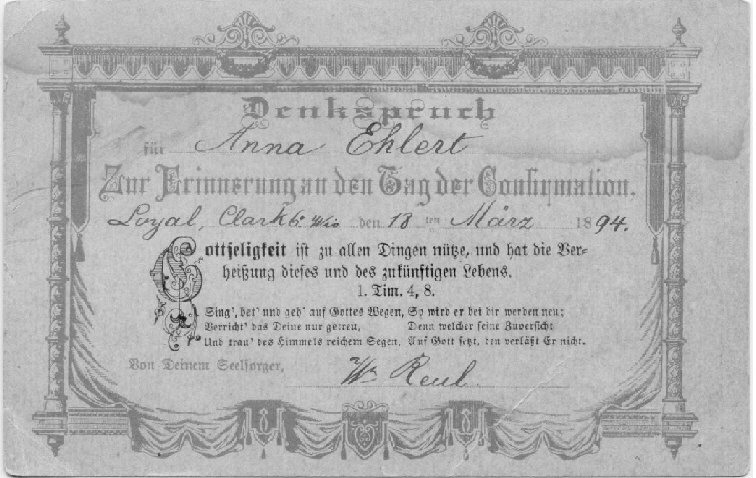 Denkspruch
für Anna Ehlert
Zur Erinnerung an den Tag der Confirmation.
Loyal, Clark Co. Wis den 18 ten März 1894.
Gottseligkeit ist zu allen Dingen nütze, und hat die Ver-
heißung dieses und des zukünftigen Lebens.
1. Tim. 4, 8.
Sing', bet' und geh' auf Gottes Wegen, So wird er bei dir werden neu;
Verricht' das Deine nur getreu, Denn welcher seine Zuversicht
Und trau' des Himmels reichem Segen, Auf Gott setzt, den verläßt Er nicht.
Von Deinem Seelsorger,
Wm Reul.